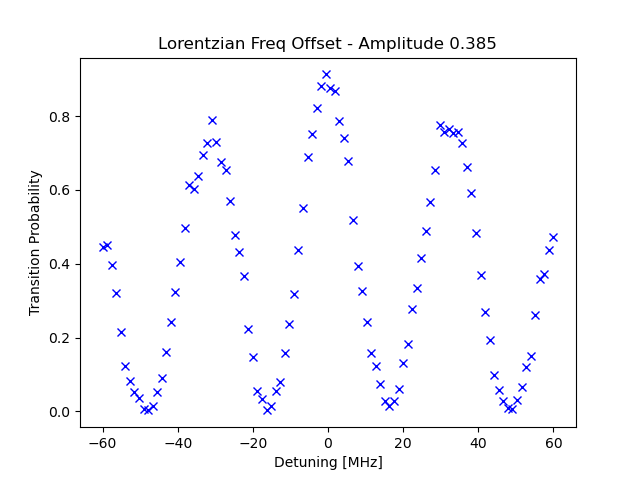 Lorentzian Freq Offset - Amplitude 0.385
Transition Probability
0.8
0.6
0.4
0.2
0.0
−60 −40 −20 0 20 40 60
Detuning [MHz]